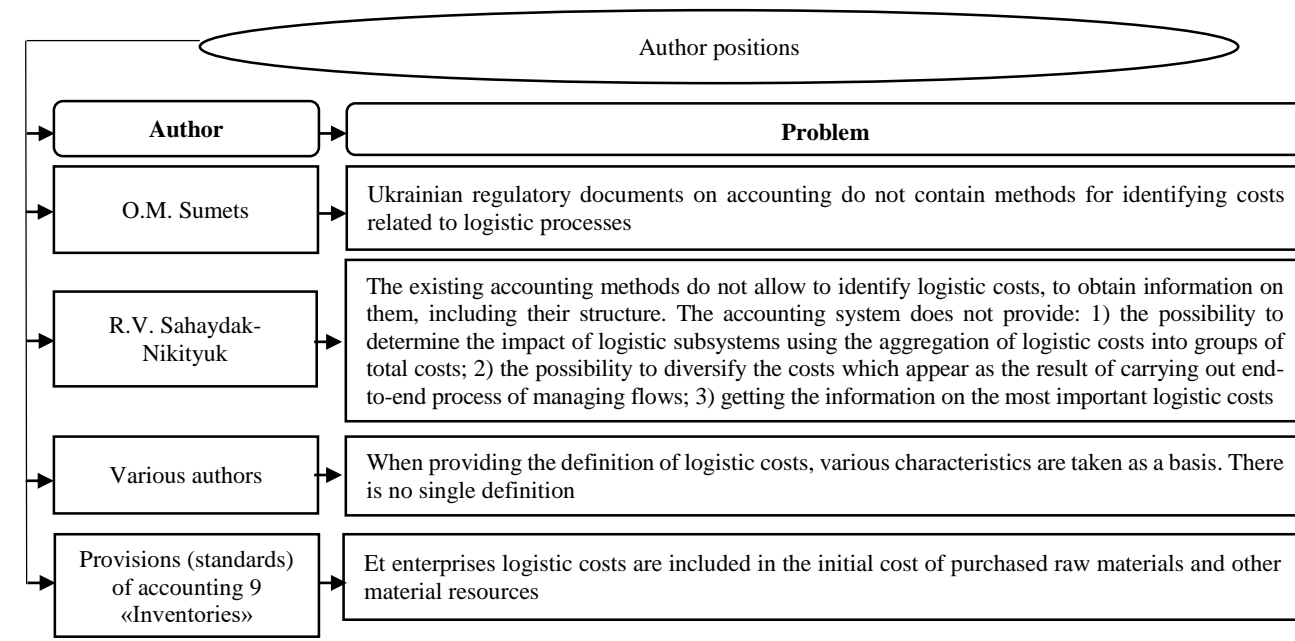 Author positions
Author
Problem
O.M. Sumets
Ukrainian regulatory documents on accounting do not contain methods for identifying costs
related to logistic processes
R.V. Sahaydak-
Nikityuk
The existing accounting methods do not allow to identify logistic costs, to obtain information on
them, including their structure. The accounting system does not provide: 1) the possibility to
determine the impact of logistic subsystems using the aggregation of logistic costs into groups of
total costs; 2) the possibility to diversify the costs which appear as the result of carrying out end-
to-end process of managing flows; 3) getting the information on the most important logistic costs
Various authors
When providing the definition of logistic costs, various characteristics are taken as a basis. There
is no single definition
Provisions (standards)
of accounting 9
«Inventories»
Et enterprises logistic costs are included in the initial cost of purchased raw materials and other
material resources